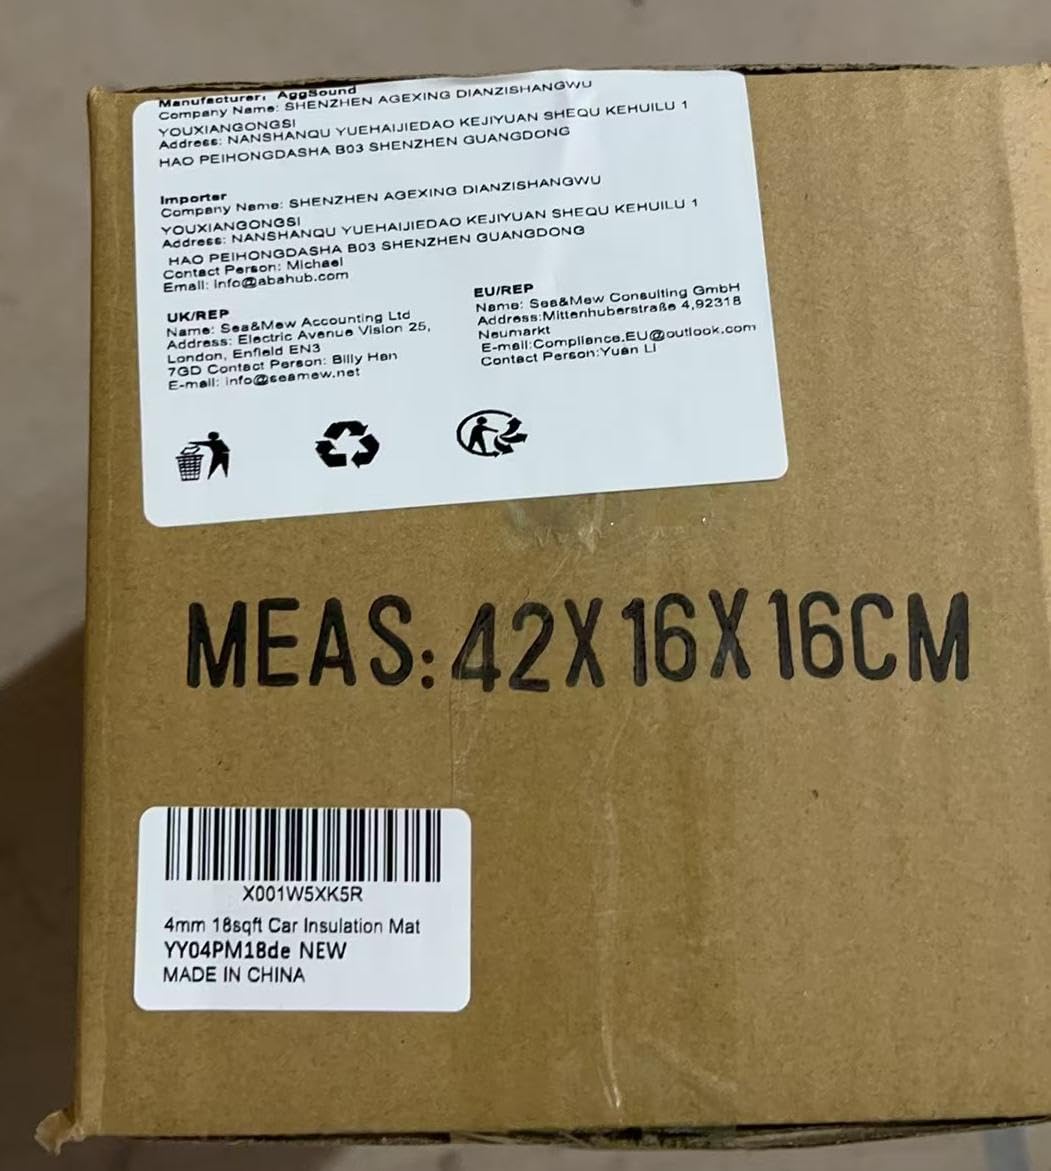 Manufacturer: AggSound
Company Name: SHENZHEN AGEXING DIANZISHANGWU
YOUXIANGONGSI
Address: NANSHANQU YUEHAIJIEDAO KEJIYUAN SHEQU KEHUILU 1
HAO PEIHONGDASHA B03 SHENZHEN GUANGDONG
Importer
Company Name: SHENZHEN AGEXING DIANZISHANGWU
YOUXIANGONGSI
Address: NANSHANQU YUEHAIJIEDAO KEJIYUAN SHEQU KEHUILU 1
HAO PEIHONGDASHA B03 SHENZHEN GUANGDONG
Contact Person: Michael
Email: info@abahub.com
UK/REP
Name: Sea&Mew Accounting Ltd
Address: Electric Avenue Vision 25,
London, Enfield EN3
7GD Contact Person: Billy Han
E-mail: info@seamew.net
EU/REP
Name: Sea&Mew Consulting GmbH
Address:Mittenhuberstraße 4,92318
Neumarkt
E-mail:Compliance.EU@outlook.com
Contact Person:Yuan Li
MEAS:42X16X16CM
X001W5XK5R
4mm 18sqft Car Insulation Mat
YY04PM18de NEW
MADE IN CHINA